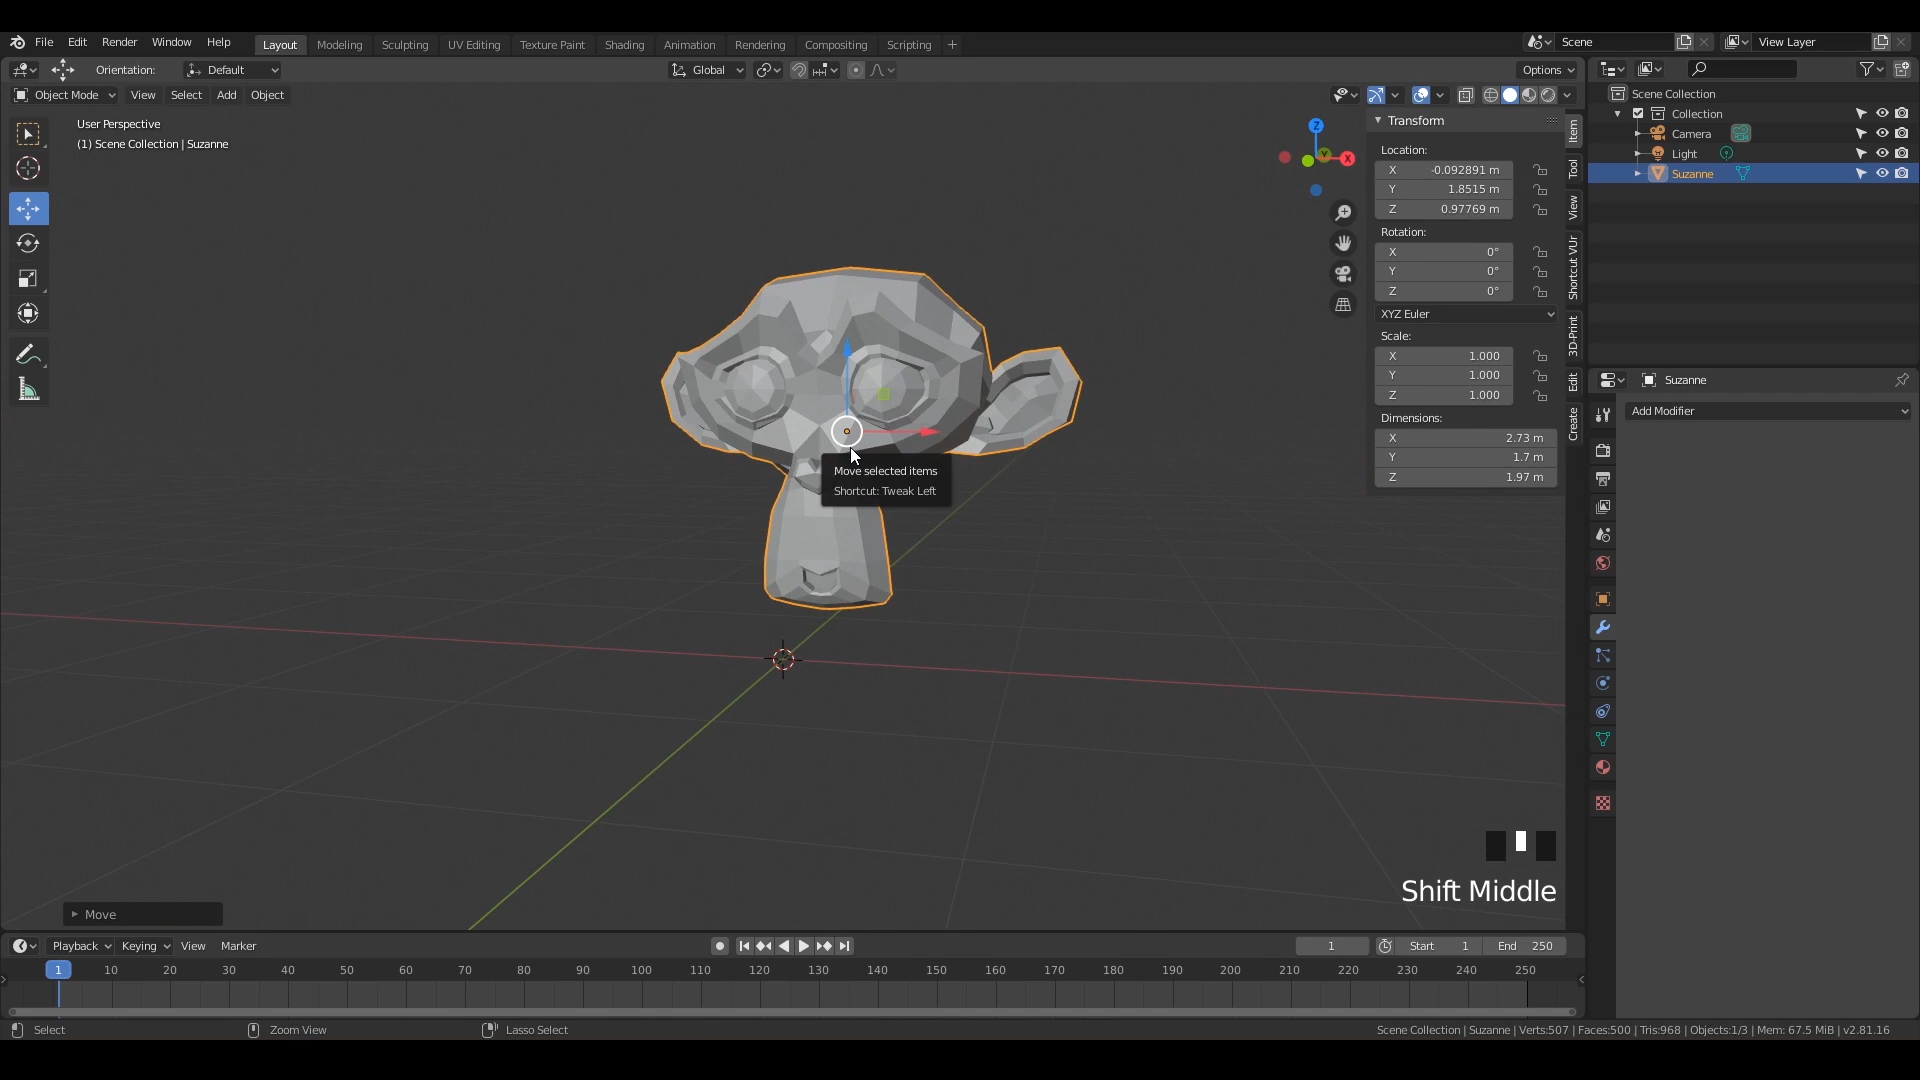 File Edit Render Window Help Layout Modeling Sculpting UV Editing Texture Paint Shading Animation Rendering Compositing Scripting + Scene View Layer
Orientation: Default Global Options
Object Mode View Select Add Object
User Perspective
(1) Scene Collection | Suzanne
Z
X
Y
Transform
Location:
X -0.092891 m
Y 1.8515 m
Z 0.97769 m
Rotation:
X 0°
Y 0°
Z 0°
XYZ Euler
Scale:
X 1.000
Y 1.000
Z 1.000
Dimensions:
X 2.73 m
Y 1.7 m
Z 1.97 m
Item
Tool
View
Shortcut VUr
3D-Print
Edit
Create
Scene Collection
Collection
Camera
Light
Suzanne
Suzanne
Add Modifier
Move selected items
Shortcut: Tweak Left
Shift Middle
Move
Playback Keying View Marker 1 Start 1 End 250
1 10 20 30 40 50 60 70 80 90 100 110 120 130 140 150 160 170 180 190 200 210 220 230 240 250
Select Zoom View Lasso Select Scene Collection | Suzanne | Verts:507 | Faces:500 | Tris:968 | Objects:1/3 | Mem: 67.5 MiB | v2.81.16